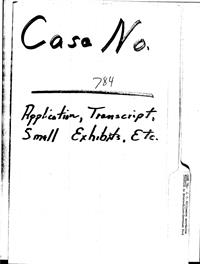 Case No.
784
Application, Transcript,
Small Exhibits, Etc.